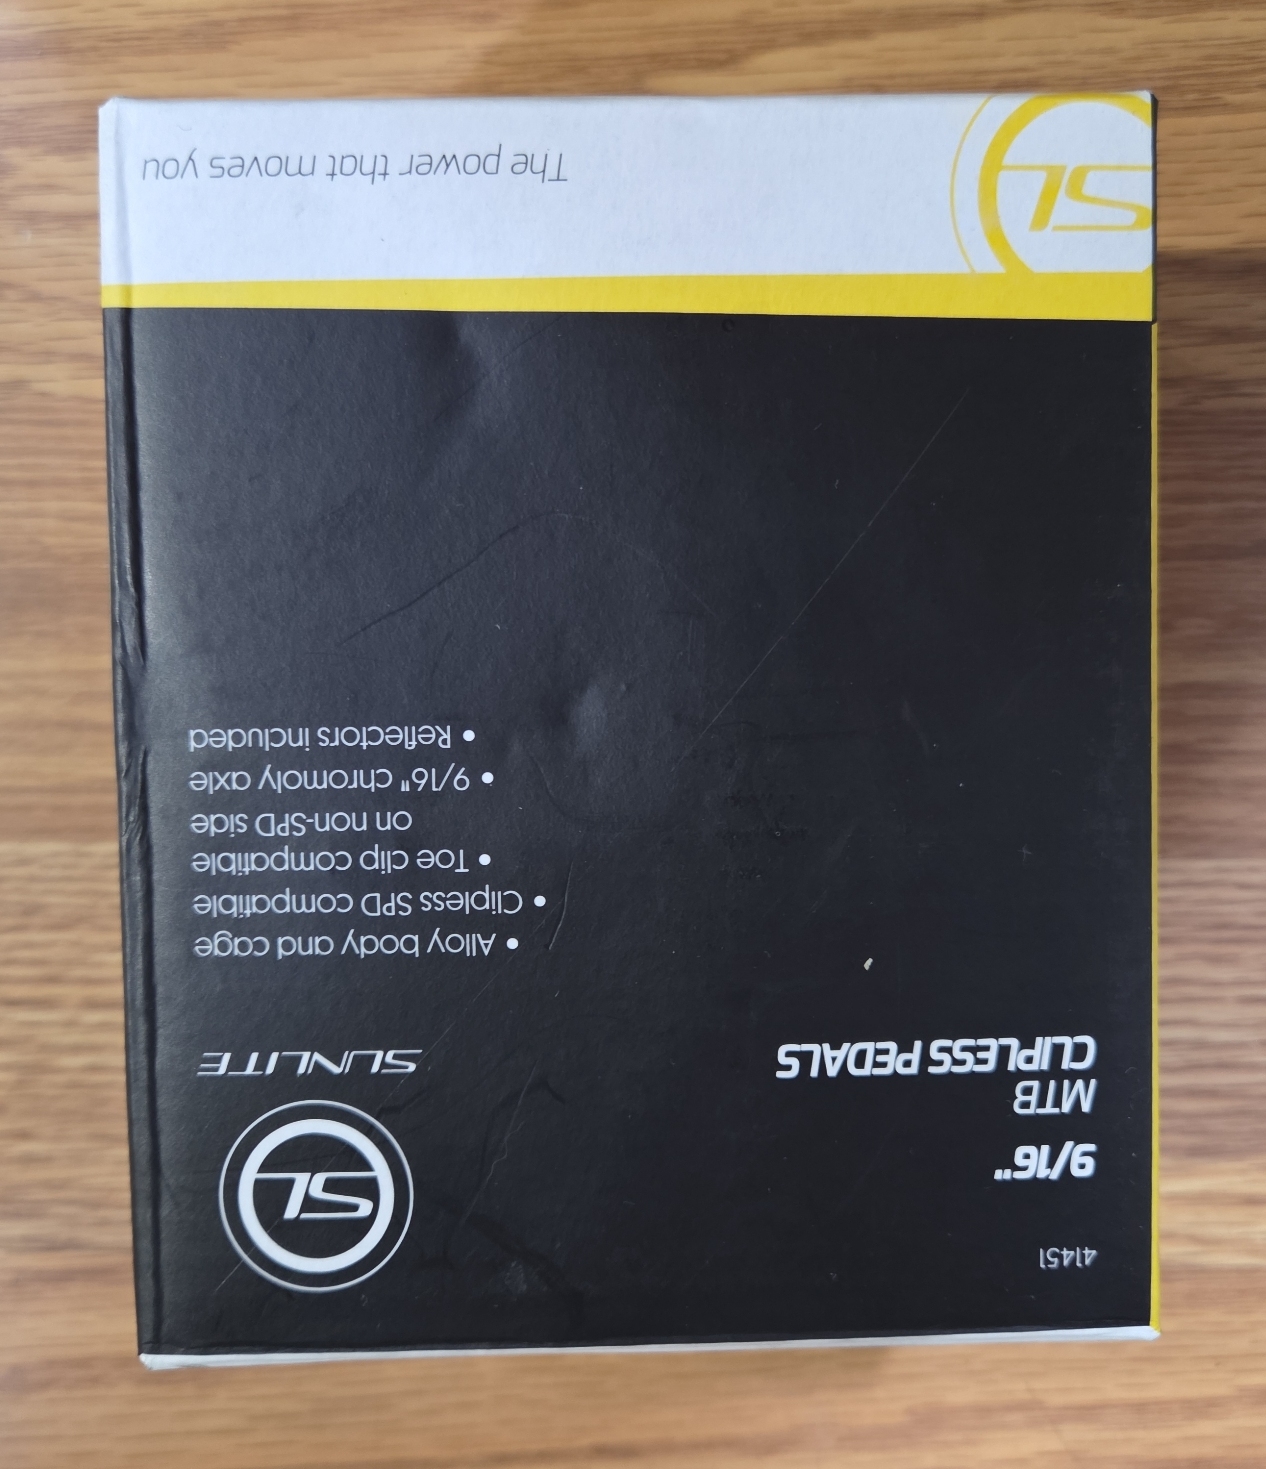 41451
9/16"
MTB
CLIPLESS PEDALS
SL
SUNLITE
• Alloy body and cage
• Clipless SPD compatible
• Toe clip compatible
on non-SPD side
• 9/16" chromoly axle
• Reflectors included
SL
The power that moves you